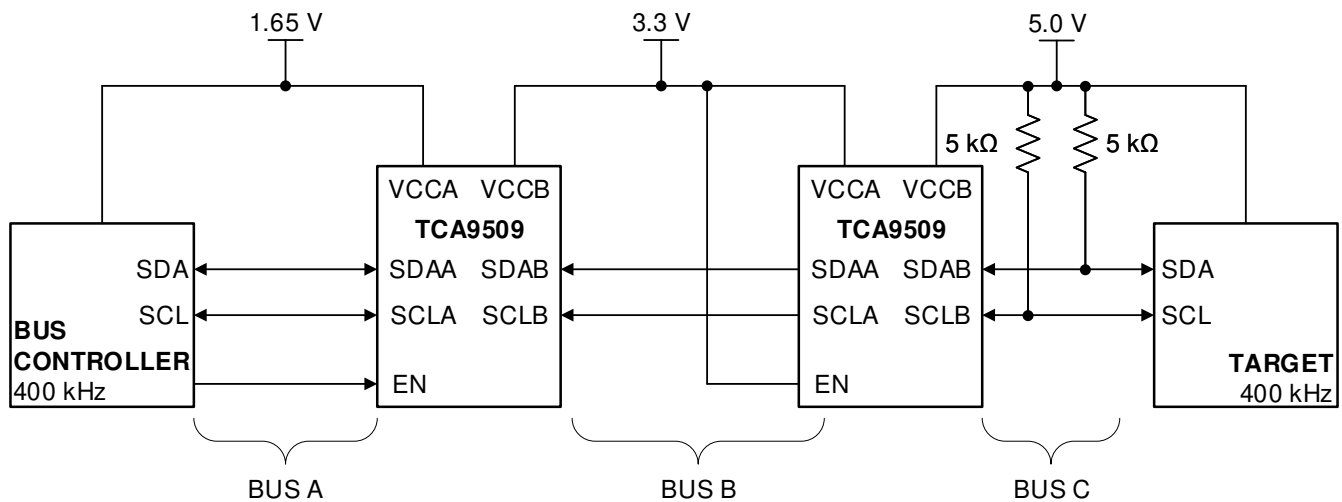 1.65 V
3.3 V
5.0 V
5 kΩ
5 kΩ
VCCA VCCB
TCA9509
SDAA SDAB
SCLA SCLB
EN
VCCA VCCB
TCA9509
SDAA SDAB
SCLA SCLB
EN
SDA
SCL
BUS
CONTROLLER
400 kHz
SDA
SCL
TARGET
400 kHz
BUS A
BUS B
BUS C